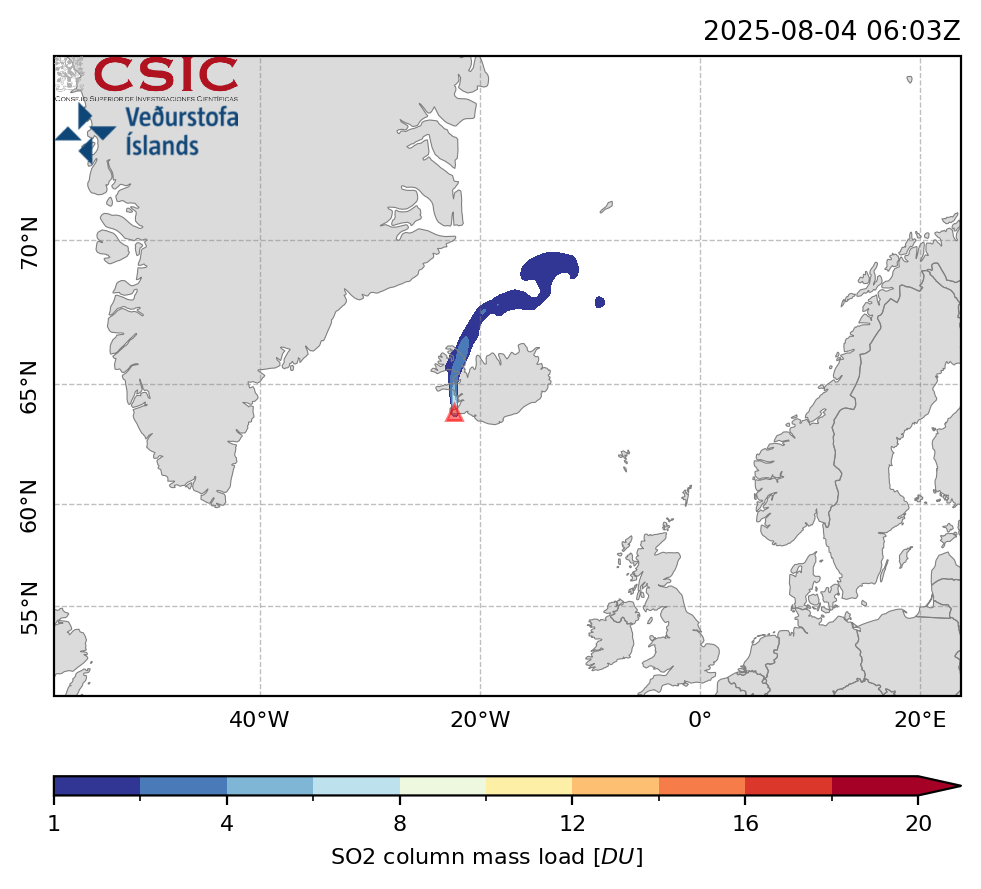 2025-08-04 06:03Z
CSIC
CONSEJO SUPERIOR DE INVESTIGACIONES CIENTÍFICAS
Veðurstofa
Íslands
70°N
65°N
60°N
55°N
40°W 20°W 0° 20°E
1 4 8 12 16 20
SO2 column mass load [DU]